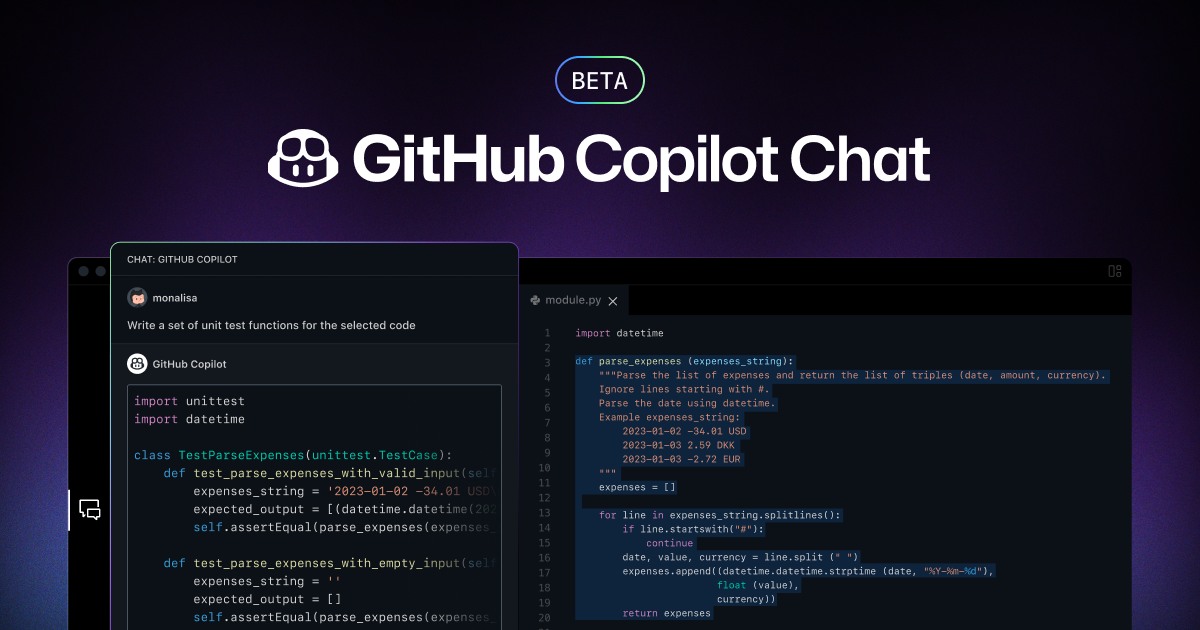 BETA
GitHub Copilot Chat
CHAT: GITHUB COPILOT
monalisa
Write a set of unit test functions for the selected code
GitHub Copilot
import unittest
import datetime
class TestParseExpenses(unittest.TestCase):
def test_parse_expenses_with_valid_input(self
expenses_string = '2023-01-02 -34.01 USD\
expected_output = [(datetime.datetime(202
self.assertEqual(parse_expenses(expenses_
def test_parse_expenses_with_empty_input(self
expenses_string = ''
expected_output = []
self.assertEqual(parse_expenses(expenses_
module.py
1 import datetime
2
3 def parse_expenses (expenses_string):
4 """Parse the list of expenses and return the list of triples (date, amount, currency).
5 Ignore lines starting with #.
6 Parse the date using datetime.
7 Example expenses_string:
8 2023-01-02 -34.01 USD
9 2023-01-03 2.59 DKK
10 2023-01-03 -2.72 EUR
11 """
12 expenses = []
13
14 for line in expenses_string.splitlines():
15 if line.startswith("#"):
16 continue
17 date, value, currency = line.split (" ")
18 expenses.append((datetime.datetime.strptime (date, "%Y-%m-%d"),
19 float (value),
20 currency))
return expenses